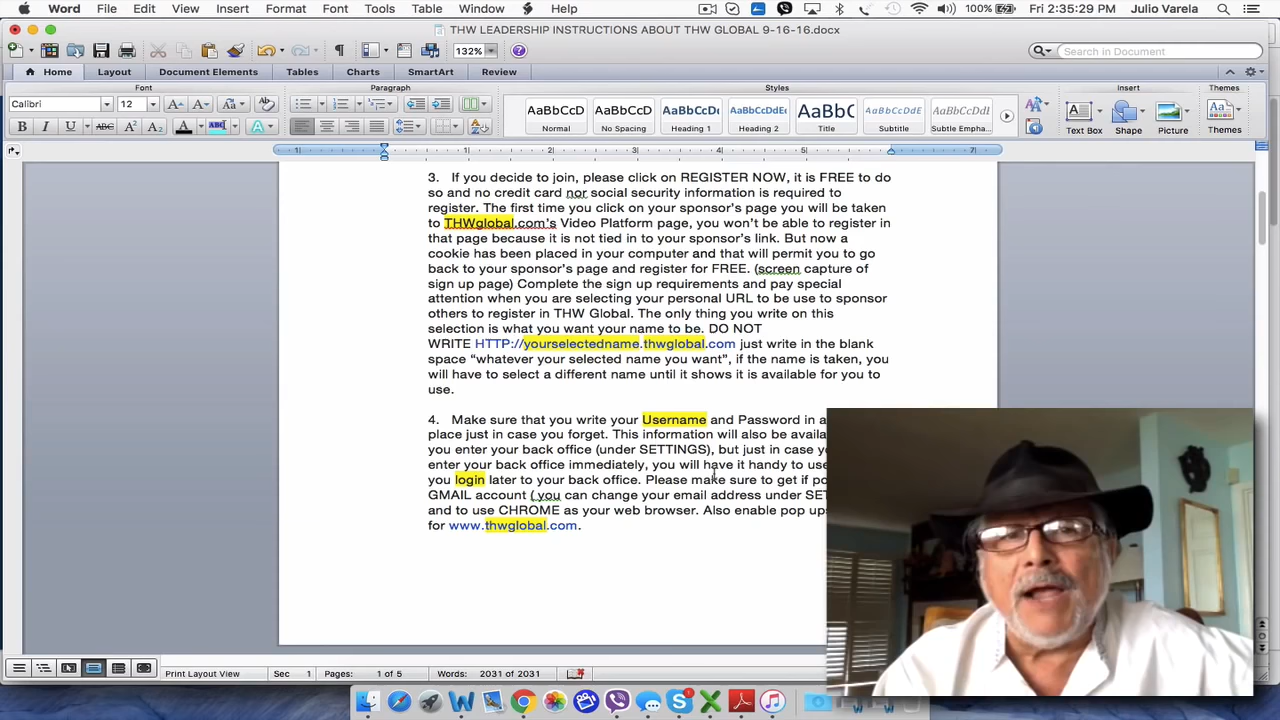 Word File Edit View Insert Format Font Tools Table Window Help 100% Fri 2:35:29 PM Julio Varela
THW LEADERSHIP INSTRUCTIONS ABOUT THW GLOBAL 9-16-16.docx
132% Search in Document
Home Layout Document Elements Tables Charts SmartArt Review
Font Paragraph Styles Insert Themes
Calibri 12
AaBbCcD AaBbCcD AaBbCcDc AaBbCcDdEc AaBb( AaBbCcDdEe AaBbCcDdI
Normal No Spacing Heading 1 Heading 2 Title Subtitle Subtle Empha... Text Box Shape Picture Themes
3. If you decide to join, please click on REGISTER NOW, it is FREE to do
so and no credit card nor social security information is required to
register. The first time you click on your sponsor's page you will be taken
to THWglobal.com's Video Platform page, you won't be able to register in
that page because it is not tied in to your sponsor's link. But now a
cookie has been placed in your computer and that will permit you to go
back to your sponsor's page and register for FREE. (screen capture of
sign up page) Complete the sign up requirements and pay special
attention when you are selecting your personal URL to be use to sponsor
others to register in THW Global. The only thing you write on this
selection is what you want your name to be. DO NOT
WRITE HTTP://yourselectedname.thwglobal.com just write in the blank
space “whatever your selected name you want”, if the name is taken, you
will have to select a different name until it shows it is available for you to
use.
4. Make sure that you write your Username and Password in a
place just in case you forget. This information will also be availa
you enter your back office (under SETTINGS), but just in case yo
enter your back office immediately, you will have it handy to use
you login later to your back office. Please make sure to get if po
GMAIL account ( you can change your email address under SET
and to use CHROME as your web browser. Also enable pop ups
for www.thwglobal.com.
Print Layout View Sec 1 Pages: 1 of 5 Words: 2031 of 2031